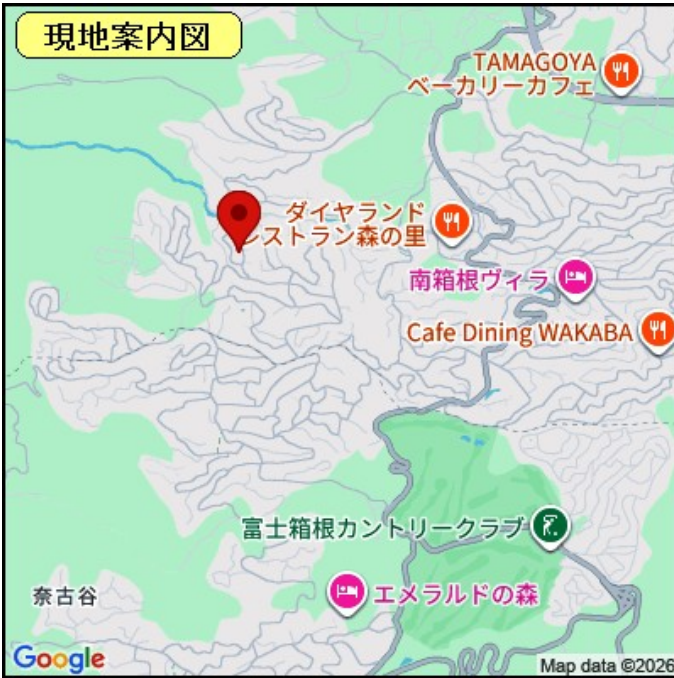 現地案内図
TAMAGOYA
ベーカリーカフェ
ダイヤランド
レストラン森の里
南箱根ヴィラ
Cafe Dining WAKABA
富士箱根カントリークラブ
エメラルドの森
奈古谷
Google
Map data ©2026